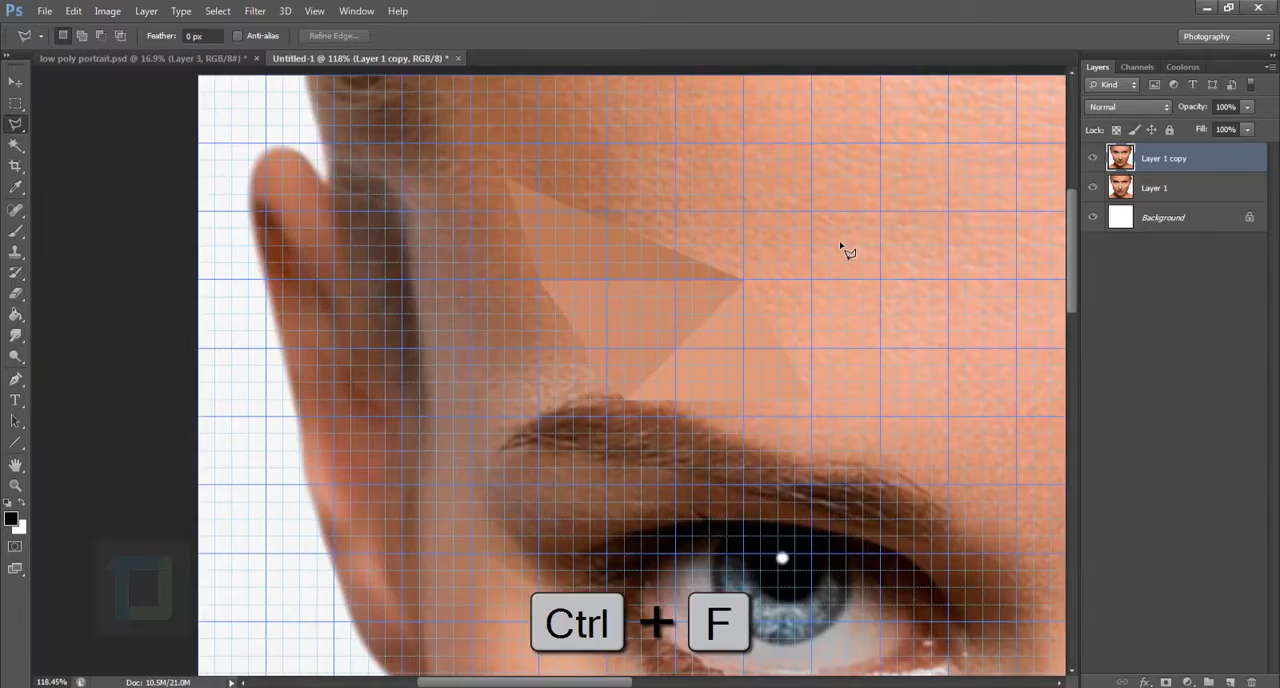 Ps File Edit Image Layer Type Select Filter 3D View Window Help
Feather: 0 px Anti-alias Refine Edge... Photography
low poly portrait.psd @ 16.9% (Layer 3, RGB/8#) * × Untitled-1 @ 118% (Layer 1 copy, RGB/8) * ×
Layers Channels Coolorus
Kind
Normal Opacity: 100%
Lock: Fill: 100%
Layer 1 copy
Layer 1
Background
Ctrl + F
118.45% Doc: 10.5M/21.0M